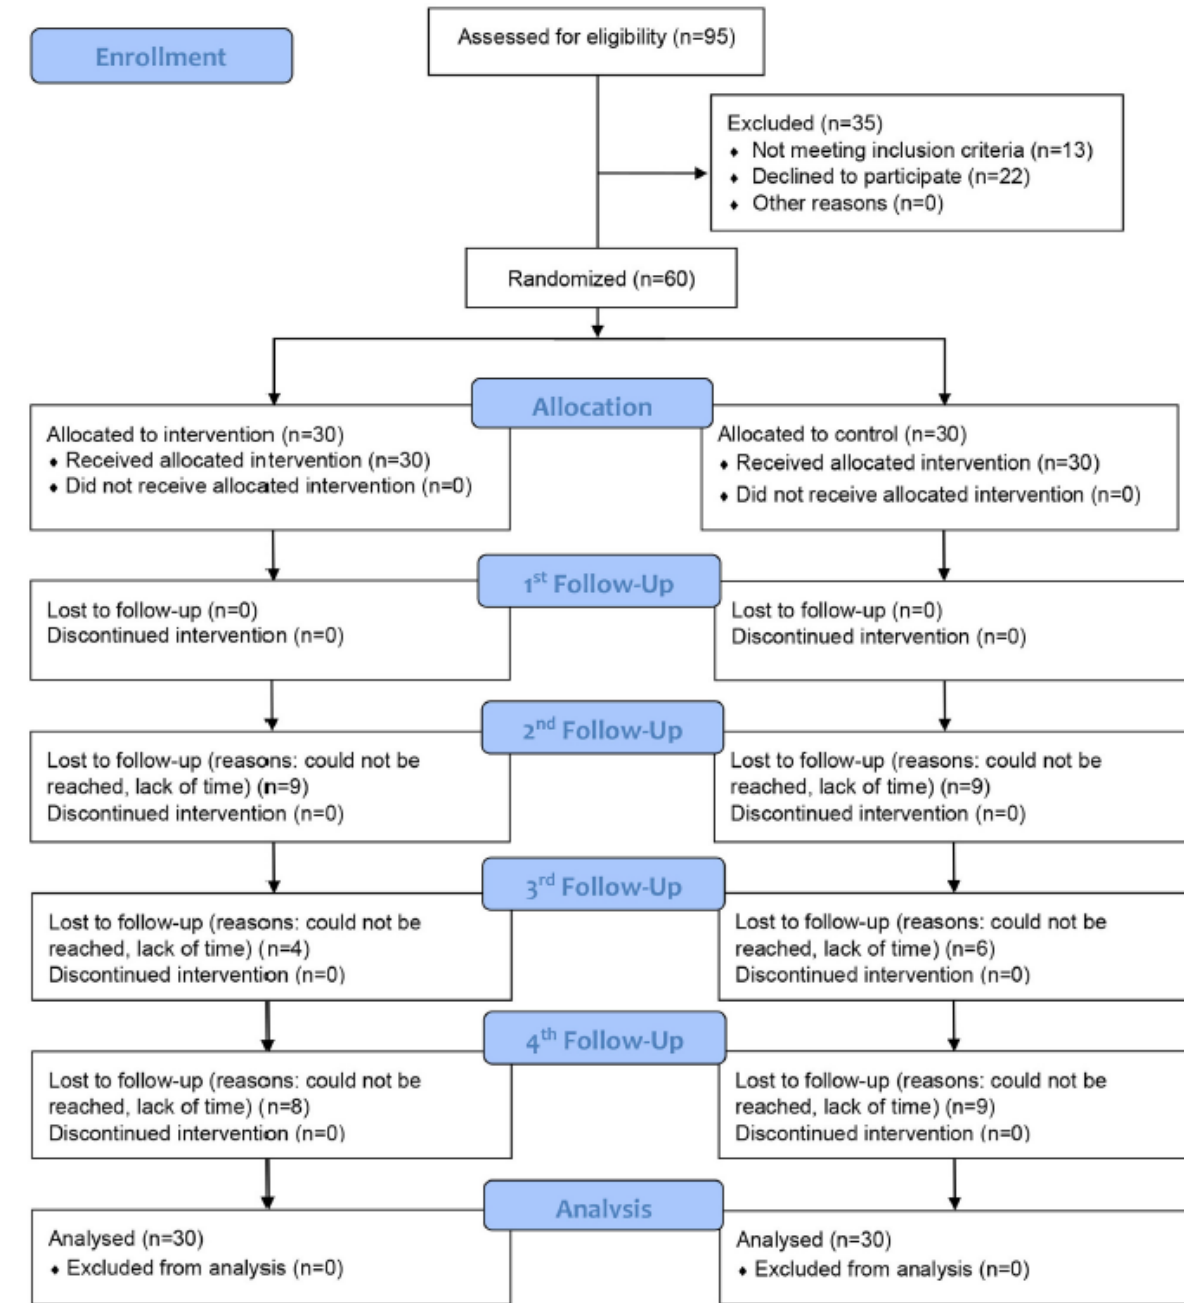 Enrollment
Assessed for eligibility (n=95)
Excluded (n=35)
♦ Not meeting inclusion criteria (n=13)
♦ Declined to participate (n=22)
♦ Other reasons (n=0)
Randomized (n=60)
Allocation
Allocated to intervention (n=30)
♦ Received allocated intervention (n=30)
♦ Did not receive allocated intervention (n=0)
Allocated to control (n=30)
♦ Received allocated intervention (n=30)
♦ Did not receive allocated intervention (n=0)
1st Follow-Up
Lost to follow-up (n=0)
Discontinued intervention (n=0)
Lost to follow-up (n=0)
Discontinued intervention (n=0)
2nd Follow-Up
Lost to follow-up (reasons: could not be
reached, lack of time) (n=9)
Discontinued intervention (n=0)
Lost to follow-up (reasons: could not be
reached, lack of time) (n=9)
Discontinued intervention (n=0)
3rd Follow-Up
Lost to follow-up (reasons: could not be
reached, lack of time) (n=4)
Discontinued intervention (n=0)
Lost to follow-up (reasons: could not be
reached, lack of time) (n=6)
Discontinued intervention (n=0)
4th Follow-Up
Lost to follow-up (reasons: could not be
reached, lack of time) (n=8)
Discontinued intervention (n=0)
Lost to follow-up (reasons: could not be
reached, lack of time) (n=9)
Discontinued intervention (n=0)
Analysis
Analysed (n=30)
♦ Excluded from analysis (n=0)
Analysed (n=30)
♦ Excluded from analysis (n=0)